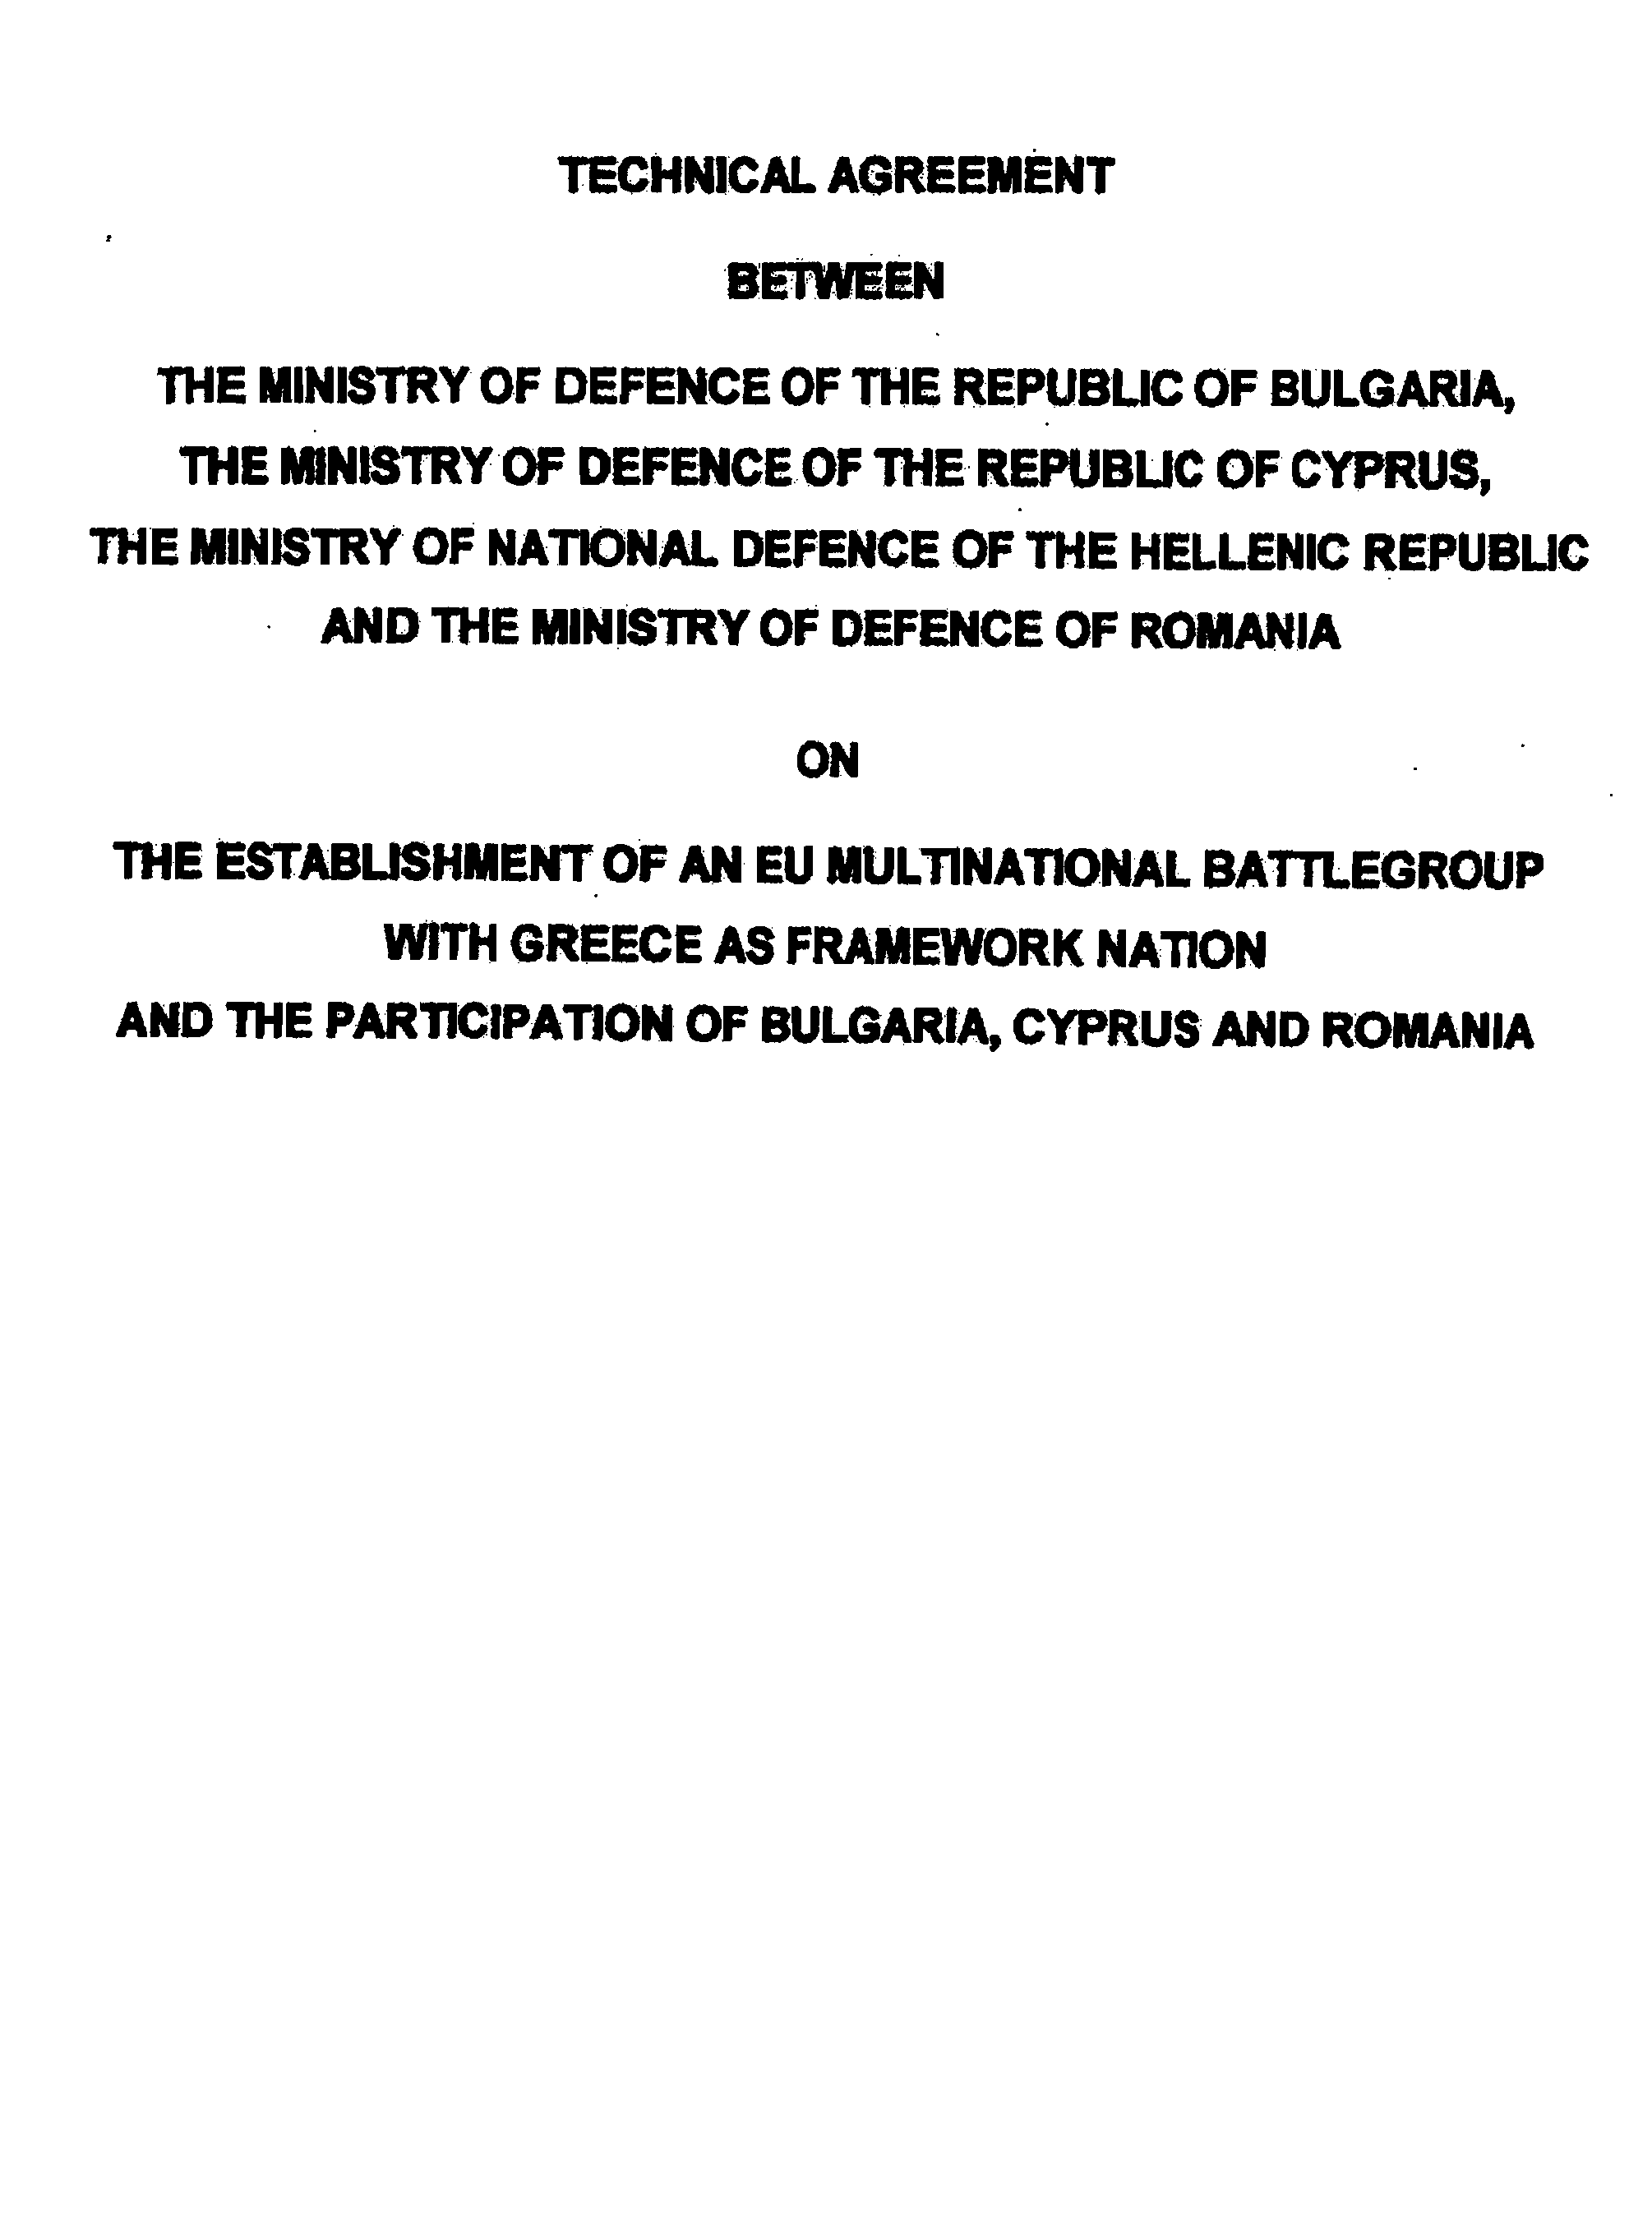 TECHNICAL AGREEMENT
BETWEEN
THE MINISTRY OF DEFENCE OF THE REPUBLIC OF BULGARIA,
THE MINISTRY OF DEFENCE OF THE REPUBLIC OF CYPRUS,
THE MINISTRY OF NATIONAL DEFENCE OF THE HELLENIC REPUBLIC
AND THE MINISTRY OF DEFENCE OF ROMANIA
ON
THE ESTABLISHMENT OF AN EU MULTINATIONAL BATTLEGROUP
WITH GREECE AS FRAMEWORK NATION
AND THE PARTICIPATION OF BULGARIA, CYPRUS AND ROMANIA